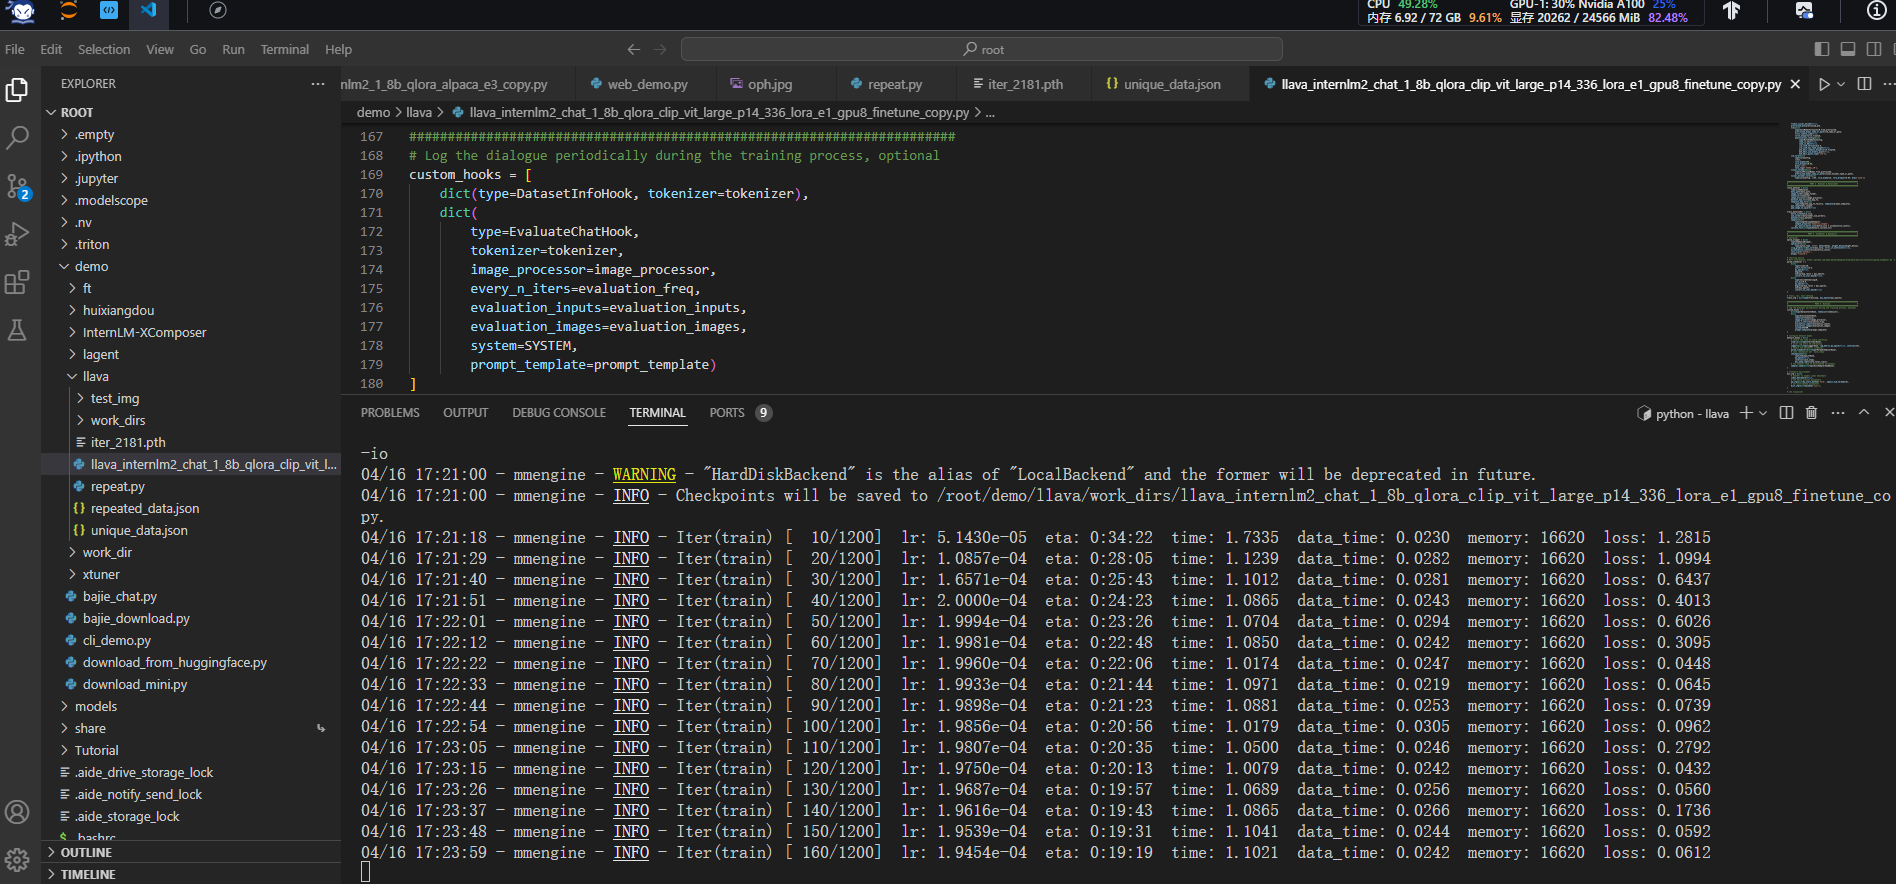 CPU 49.28% GPU-1: 30% Nvidia A100 25%
内存 6.92 / 72 GB 9.61% 显存 20262 / 24566 MiB 82.48%
File Edit Selection View Go Run Terminal Help
root
EXPLORER
nlm2_1_8b_qlora_alpaca_e3_copy.py web_demo.py oph.jpg repeat.py iter_2181.pth unique_data.json llava_internlm2_chat_1_8b_qlora_clip_vit_large_p14_336_lora_e1_gpu8_finetune_copy.py
demo > llava > llava_internlm2_chat_1_8b_qlora_clip_vit_large_p14_336_lora_e1_gpu8_finetune_copy.py > ...
ROOT
.empty
.ipython
.jupyter
.modelscope
.nv
.triton
demo
ft
huixiangdou
InternLM-XComposer
lagent
llava
test_img
work_dirs
iter_2181.pth
llava_internlm2_chat_1_8b_qlora_clip_vit_l...
repeat.py
repeated_data.json
unique_data.json
work_dir
xtuner
bajie_chat.py
bajie_download.py
cli_demo.py
download_from_huggingface.py
download_mini.py
models
share
Tutorial
.aide_drive_storage_lock
.aide_notify_send_lock
.aide_storage_lock
.bashrc
OUTLINE
TIMELINE
2
167 #######################################################################
168 # Log the dialogue periodically during the training process, optional
169 custom_hooks = [
170 dict(type=DatasetInfoHook, tokenizer=tokenizer),
171 dict(
172 type=EvaluateChatHook,
173 tokenizer=tokenizer,
174 image_processor=image_processor,
175 every_n_iters=evaluation_freq,
176 evaluation_inputs=evaluation_inputs,
177 evaluation_images=evaluation_images,
178 system=SYSTEM,
179 prompt_template=prompt_template)
180 ]
PROBLEMS OUTPUT DEBUG CONSOLE TERMINAL PORTS 9
python - llava
-io
04/16 17:21:00 - mmengine - WARNING - "HardDiskBackend" is the alias of "LocalBackend" and the former will be deprecated in future.
04/16 17:21:00 - mmengine - INFO - Checkpoints will be saved to /root/demo/llava/work_dirs/llava_internlm2_chat_1_8b_qlora_clip_vit_large_p14_336_lora_e1_gpu8_finetune_co
py.
04/16 17:21:18 - mmengine - INFO - Iter(train) [ 10/1200] lr: 5.1430e-05 eta: 0:34:22 time: 1.7335 data_time: 0.0230 memory: 16620 loss: 1.2815
04/16 17:21:29 - mmengine - INFO - Iter(train) [ 20/1200] lr: 1.0857e-04 eta: 0:28:05 time: 1.1239 data_time: 0.0282 memory: 16620 loss: 1.0994
04/16 17:21:40 - mmengine - INFO - Iter(train) [ 30/1200] lr: 1.6571e-04 eta: 0:25:43 time: 1.1012 data_time: 0.0281 memory: 16620 loss: 0.6437
04/16 17:21:51 - mmengine - INFO - Iter(train) [ 40/1200] lr: 2.0000e-04 eta: 0:24:23 time: 1.0865 data_time: 0.0243 memory: 16620 loss: 0.4013
04/16 17:22:01 - mmengine - INFO - Iter(train) [ 50/1200] lr: 1.9994e-04 eta: 0:23:26 time: 1.0704 data_time: 0.0294 memory: 16620 loss: 0.6026
04/16 17:22:12 - mmengine - INFO - Iter(train) [ 60/1200] lr: 1.9981e-04 eta: 0:22:48 time: 1.0850 data_time: 0.0242 memory: 16620 loss: 0.3095
04/16 17:22:22 - mmengine - INFO - Iter(train) [ 70/1200] lr: 1.9960e-04 eta: 0:22:06 time: 1.0174 data_time: 0.0247 memory: 16620 loss: 0.0448
04/16 17:22:33 - mmengine - INFO - Iter(train) [ 80/1200] lr: 1.9933e-04 eta: 0:21:44 time: 1.0971 data_time: 0.0219 memory: 16620 loss: 0.0645
04/16 17:22:44 - mmengine - INFO - Iter(train) [ 90/1200] lr: 1.9898e-04 eta: 0:21:23 time: 1.0881 data_time: 0.0253 memory: 16620 loss: 0.0739
04/16 17:22:54 - mmengine - INFO - Iter(train) [ 100/1200] lr: 1.9856e-04 eta: 0:20:56 time: 1.0179 data_time: 0.0305 memory: 16620 loss: 0.0962
04/16 17:23:05 - mmengine - INFO - Iter(train) [ 110/1200] lr: 1.9807e-04 eta: 0:20:35 time: 1.0500 data_time: 0.0246 memory: 16620 loss: 0.2792
04/16 17:23:15 - mmengine - INFO - Iter(train) [ 120/1200] lr: 1.9750e-04 eta: 0:20:13 time: 1.0079 data_time: 0.0242 memory: 16620 loss: 0.0432
04/16 17:23:26 - mmengine - INFO - Iter(train) [ 130/1200] lr: 1.9687e-04 eta: 0:19:57 time: 1.0689 data_time: 0.0256 memory: 16620 loss: 0.0560
04/16 17:23:37 - mmengine - INFO - Iter(train) [ 140/1200] lr: 1.9616e-04 eta: 0:19:43 time: 1.0865 data_time: 0.0266 memory: 16620 loss: 0.1736
04/16 17:23:48 - mmengine - INFO - Iter(train) [ 150/1200] lr: 1.9539e-04 eta: 0:19:31 time: 1.1041 data_time: 0.0244 memory: 16620 loss: 0.0592
04/16 17:23:59 - mmengine - INFO - Iter(train) [ 160/1200] lr: 1.9454e-04 eta: 0:19:19 time: 1.1021 data_time: 0.0242 memory: 16620 loss: 0.0612